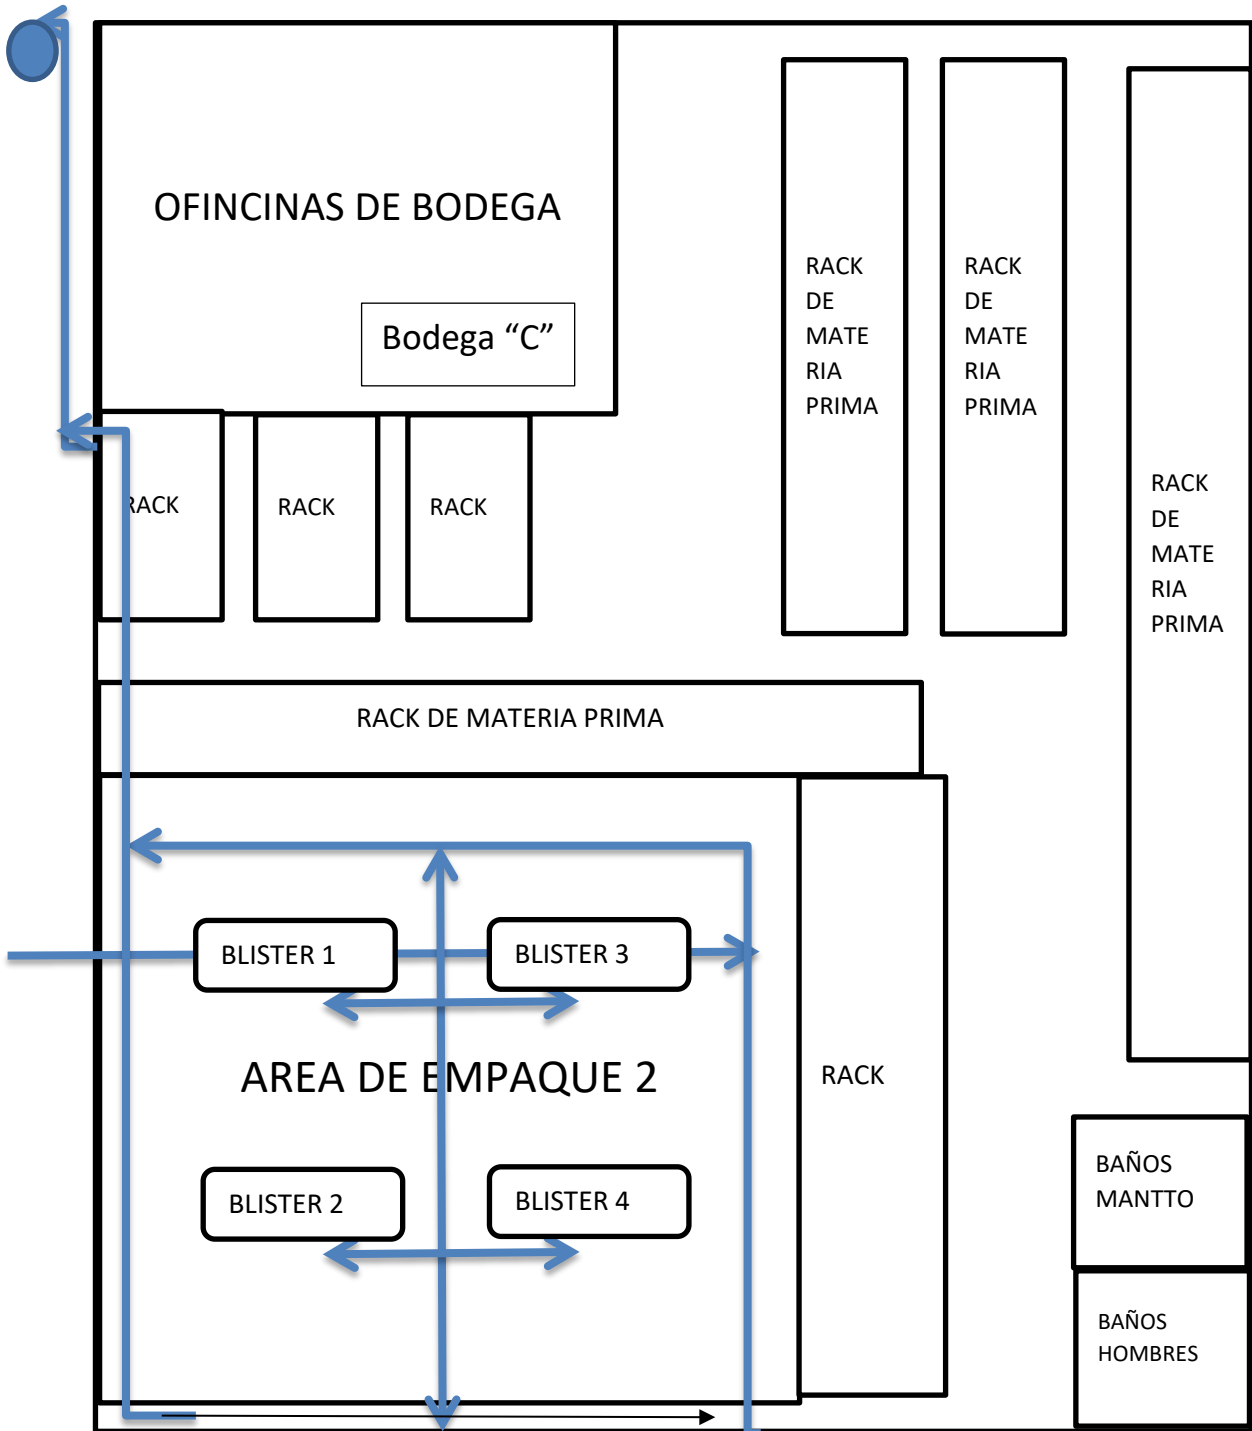 OFINCINAS DE BODEGA
Bodega “C”
RACK
DE
MATE
RIA
PRIMA
RACK
DE
MATE
RIA
PRIMA
RACK
DE
MATE
RIA
PRIMA
RACK
RACK
RACK
RACK DE MATERIA PRIMA
BLISTER 1
BLISTER 3
AREA DE EMPAQUE 2
RACK
BLISTER 2
BLISTER 4
BAÑOS
MANTTO
BAÑOS
HOMBRES